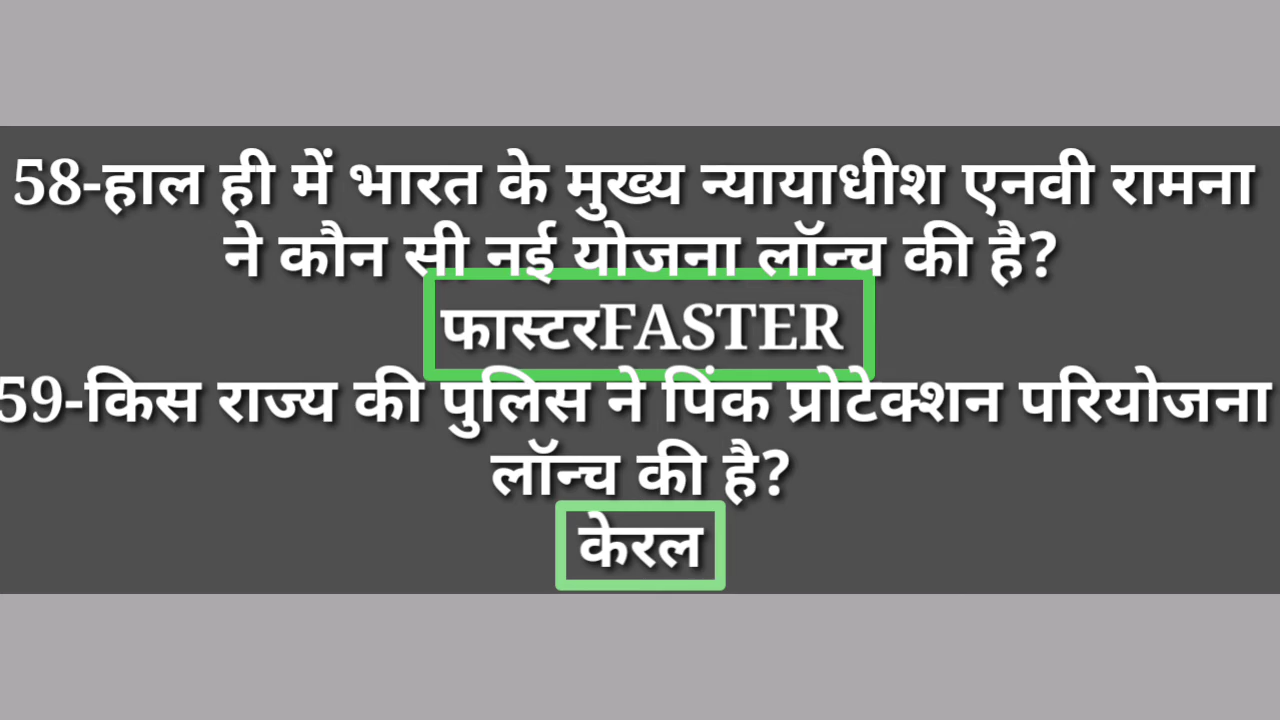 58-हाल ही में भारत के मुख्य न्यायाधीश एनवी रामना
ने कौन सी नई योजना लॉन्च की है?
फास्टरFASTER
59-किस राज्य की पुलिस ने पिंक प्रोटेक्शन परियोजना
लॉन्च की है?
केरल